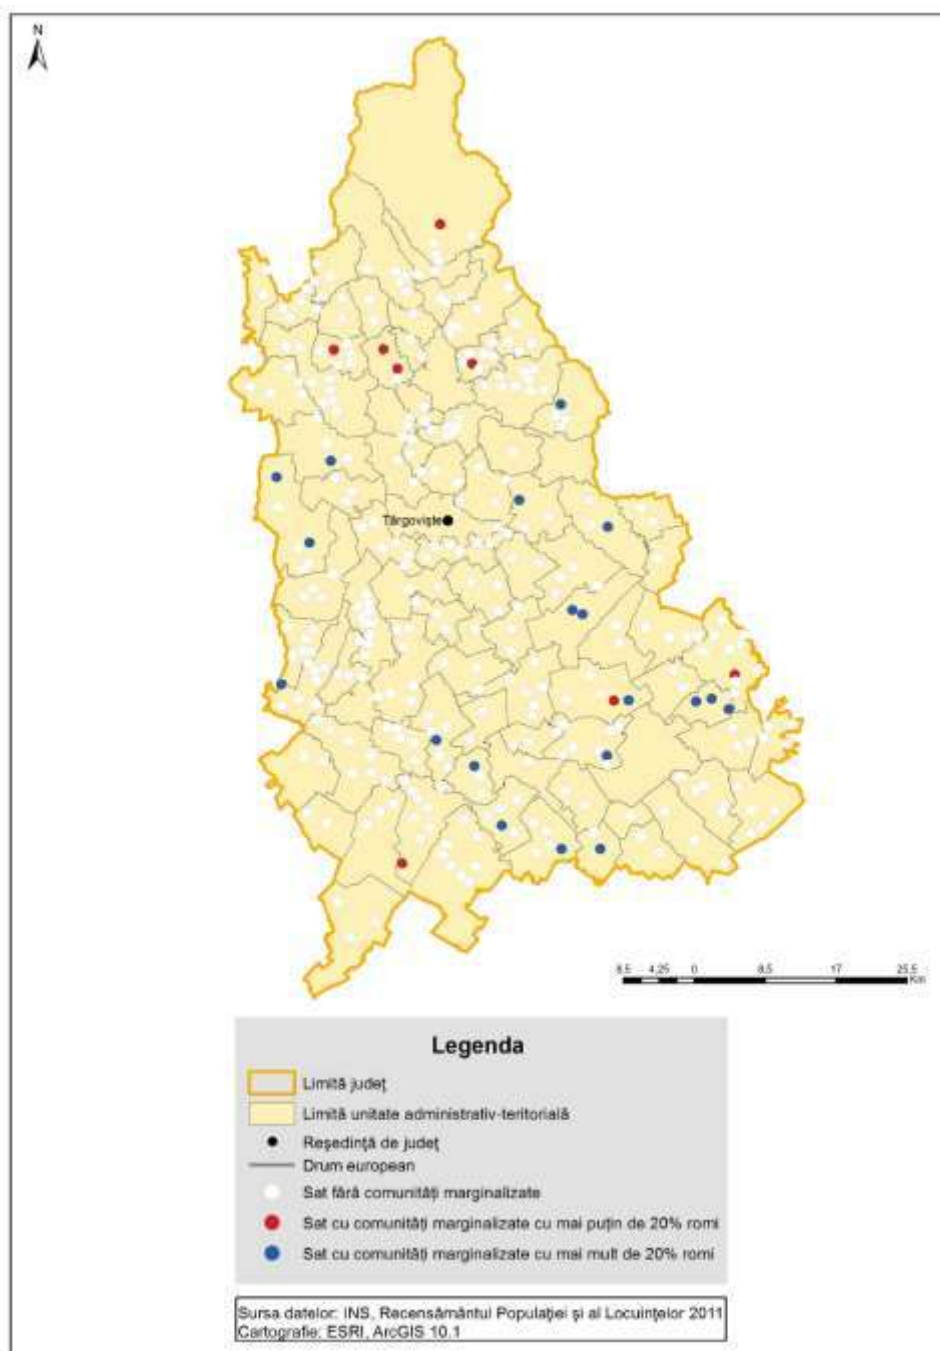 N
Târgoviște
8,5 4,25 0 8,5 17 25,5
Km
Legenda
Limită județ
Limită unitate administrativ-teritorială
Reședință de județ
Drum european
Sat fără comunități marginalizate
Sat cu comunități marginalizate cu mai puțin de 20% romi
Sat cu comunități marginalizate cu mai mult de 20% romi
Sursa datelor: INS, Recensământul Populației și al Locuințelor 2011
Cartografie: ESRI, ArcGIS 10.1